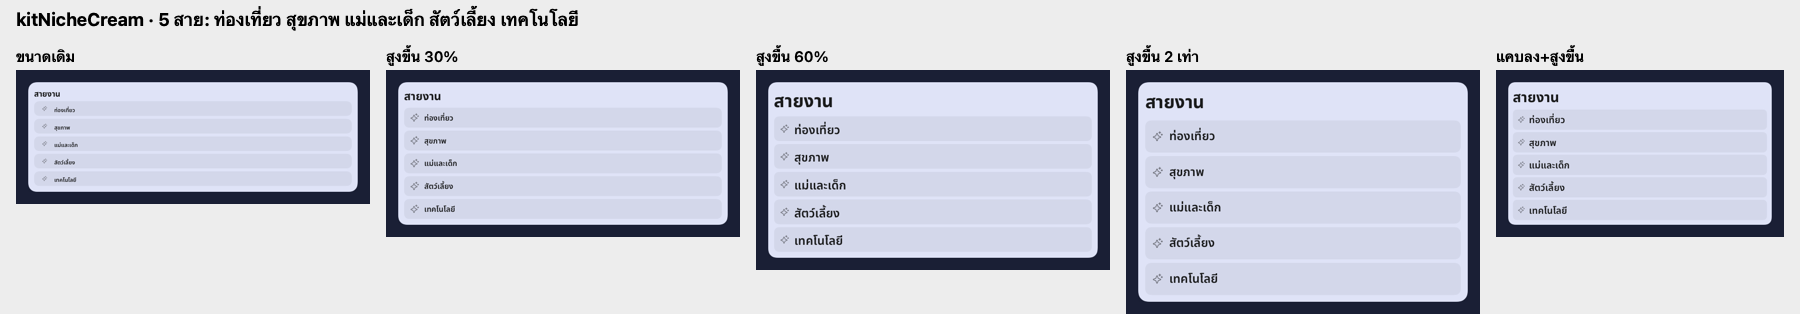 kitNicheCream · 5 สาย: ท่องเที่ยว สุขภาพ แม่และเด็ก สัตว์เลี้ยง เทคโนโลยี
ขนาดเดิม
สายงาน
ท่องเที่ยว
สุขภาพ
แม่และเด็ก
สัตว์เลี้ยง
เทคโนโลยี
สูงขึ้น 30%
สายงาน
ท่องเที่ยว
สุขภาพ
แม่และเด็ก
สัตว์เลี้ยง
เทคโนโลยี
สูงขึ้น 60%
สายงาน
ท่องเที่ยว
สุขภาพ
แม่และเด็ก
สัตว์เลี้ยง
เทคโนโลยี
สูงขึ้น 2 เท่า
สายงาน
ท่องเที่ยว
สุขภาพ
แม่และเด็ก
สัตว์เลี้ยง
เทคโนโลยี
แคบลง+สูงขึ้น
สายงาน
ท่องเที่ยว
สุขภาพ
แม่และเด็ก
สัตว์เลี้ยง
เทคโนโลยี